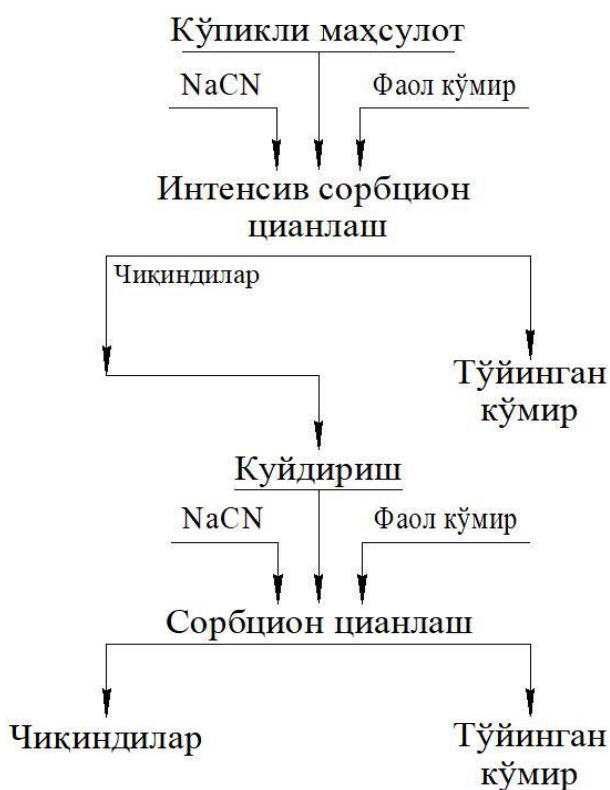 Кўпикли маҳсулот
NaCN
Фаол кўмир
Интенсив сорбцион
цианлаш
Чиқиндилар
Тўйинган
кўмир
Куйдириш
NaCN
Фаол кўмир
Сорбцион цианлаш
Чиқиндилар
Тўйинган
кўмир